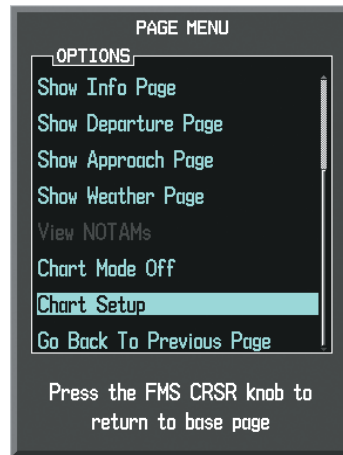 PAGE MENU
OPTIONS
Show Info Page
Show Departure Page
Show Approach Page
Show Weather Page
View NOTAMs
Chart Mode Off
Chart Setup
Go Back To Previous Page
Press the FMS CRSR knob to
return to base page